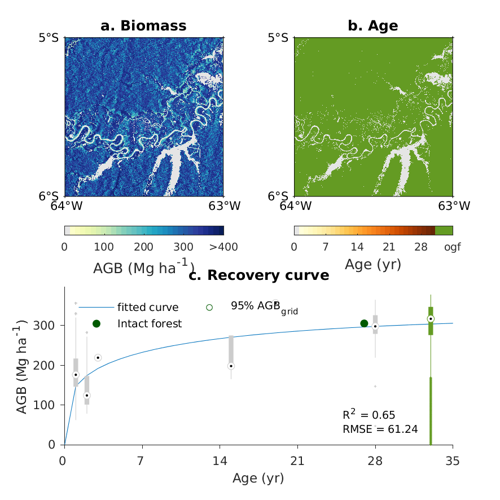 a. Biomass
b. Age
5°S
5°S
6°S
6°S
64°W
63°W
64°W
63°W
0
100
200
300
>400
0
7
14
21
28
ogf
AGB (Mg ha⁻¹)
Age (yr)
c. Recovery curve
fitted curve
95% AGB grid
Intact forest
300
200
100
0
AGB (Mg ha⁻¹)
R² = 0.65
RMSE = 61.24
0
7
14
21
28
35
Age (yr)